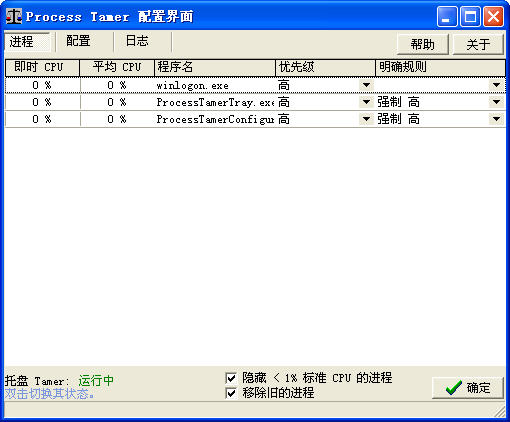 Process Tamer 配置界面
进程 配置 日志
帮助 关于
即时 CPU 平均 CPU 程序名 优先级 明确规则
0 % 0 % winlogon.exe 高
0 % 0 % ProcessTamerTray.exe 高 强制 高
0 % 0 % ProcessTamerConfigur 高 强制 高
托盘 Tamer: 运行中
双击切换其状态。
隐藏 < 1% 标准 CPU 的进程
移除旧的进程
确定